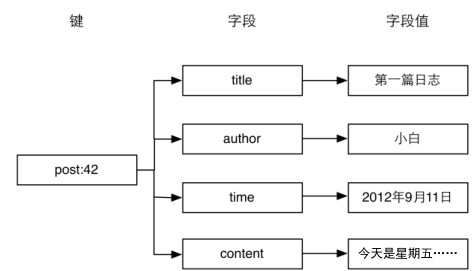 键 字段 字段值
title 第一篇日志
author 小白
post:42
time 2012年9月11日
content 今天是星期五……